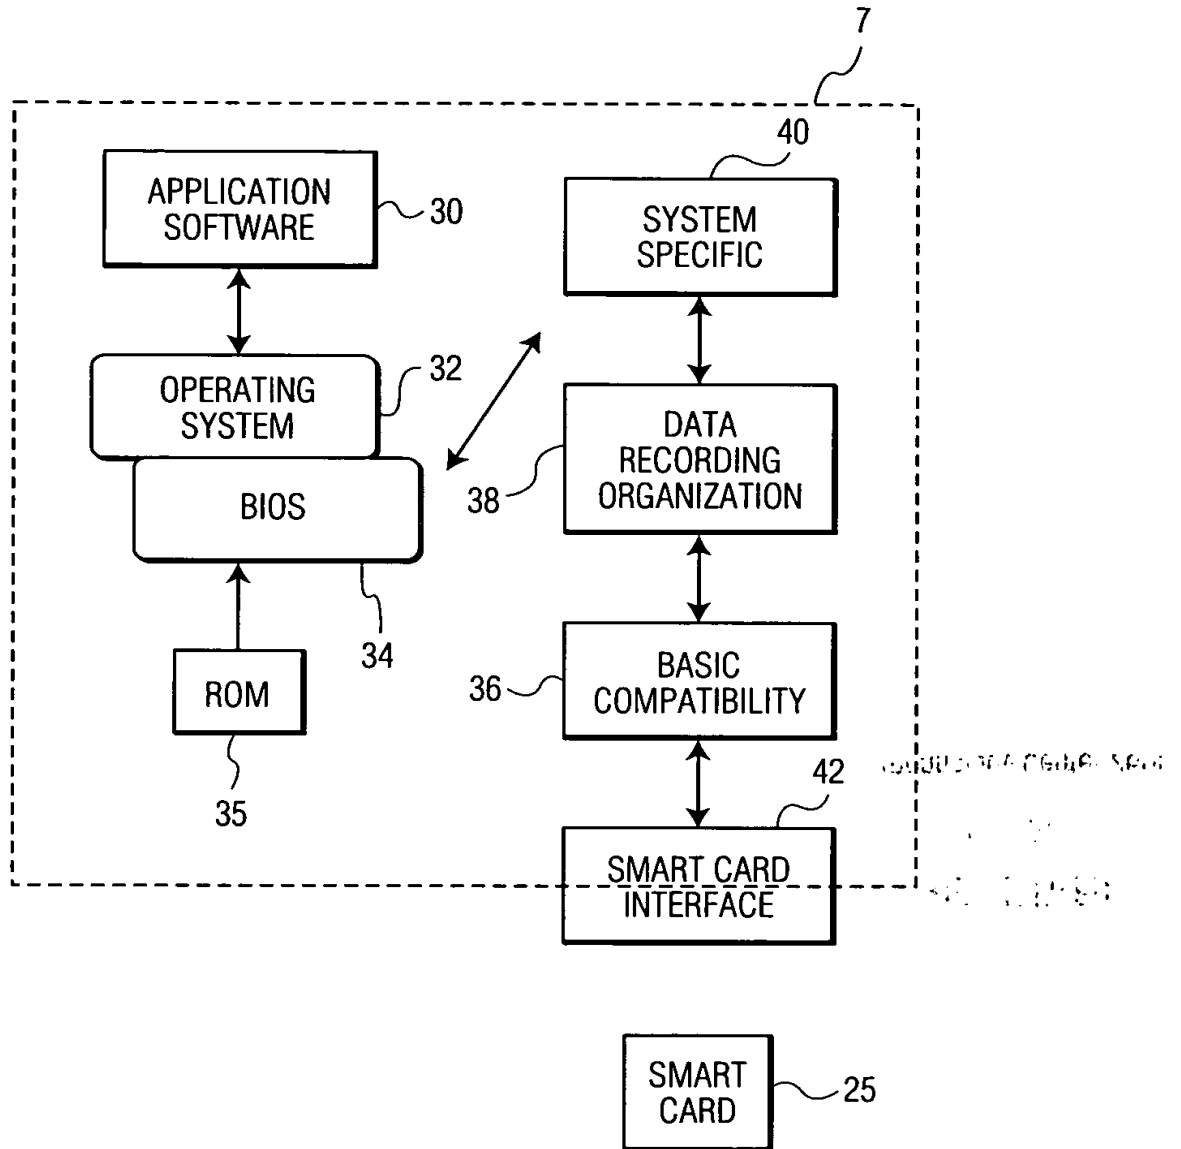 7
APPLICATION
SOFTWARE
30
40
SYSTEM
SPECIFIC
OPERATING
SYSTEM
32
BIOS
34
ROM
35
DATA
RECORDING
ORGANIZATION
38
BASIC
COMPATIBILITY
36
42
SMART CARD
INTERFACE
SMART
CARD
25